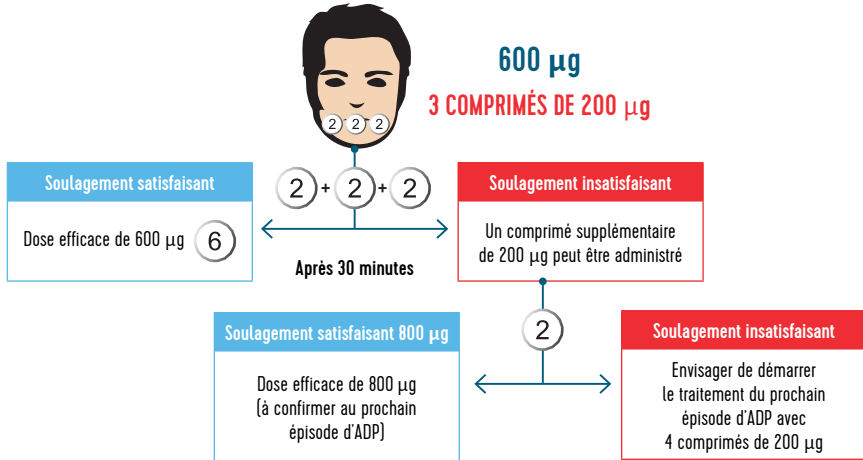 600 µg
3 COMPRIMÉS DE 200 µg
2 2 2
2 + 2 + 2
Soulagement satisfaisant
Dose efficace de 600 µg 6
Après 30 minutes
Soulagement insatisfaisant
Un comprimé supplémentaire
de 200 µg peut être administré
2
Soulagement satisfaisant 800 µg
Dose efficace de 800 µg
(à confirmer au prochain
épisode d'ADP)
Soulagement insatisfaisant
Envisager de démarrer
le traitement du prochain
épisode d'ADP avec
4 comprimés de 200 µg